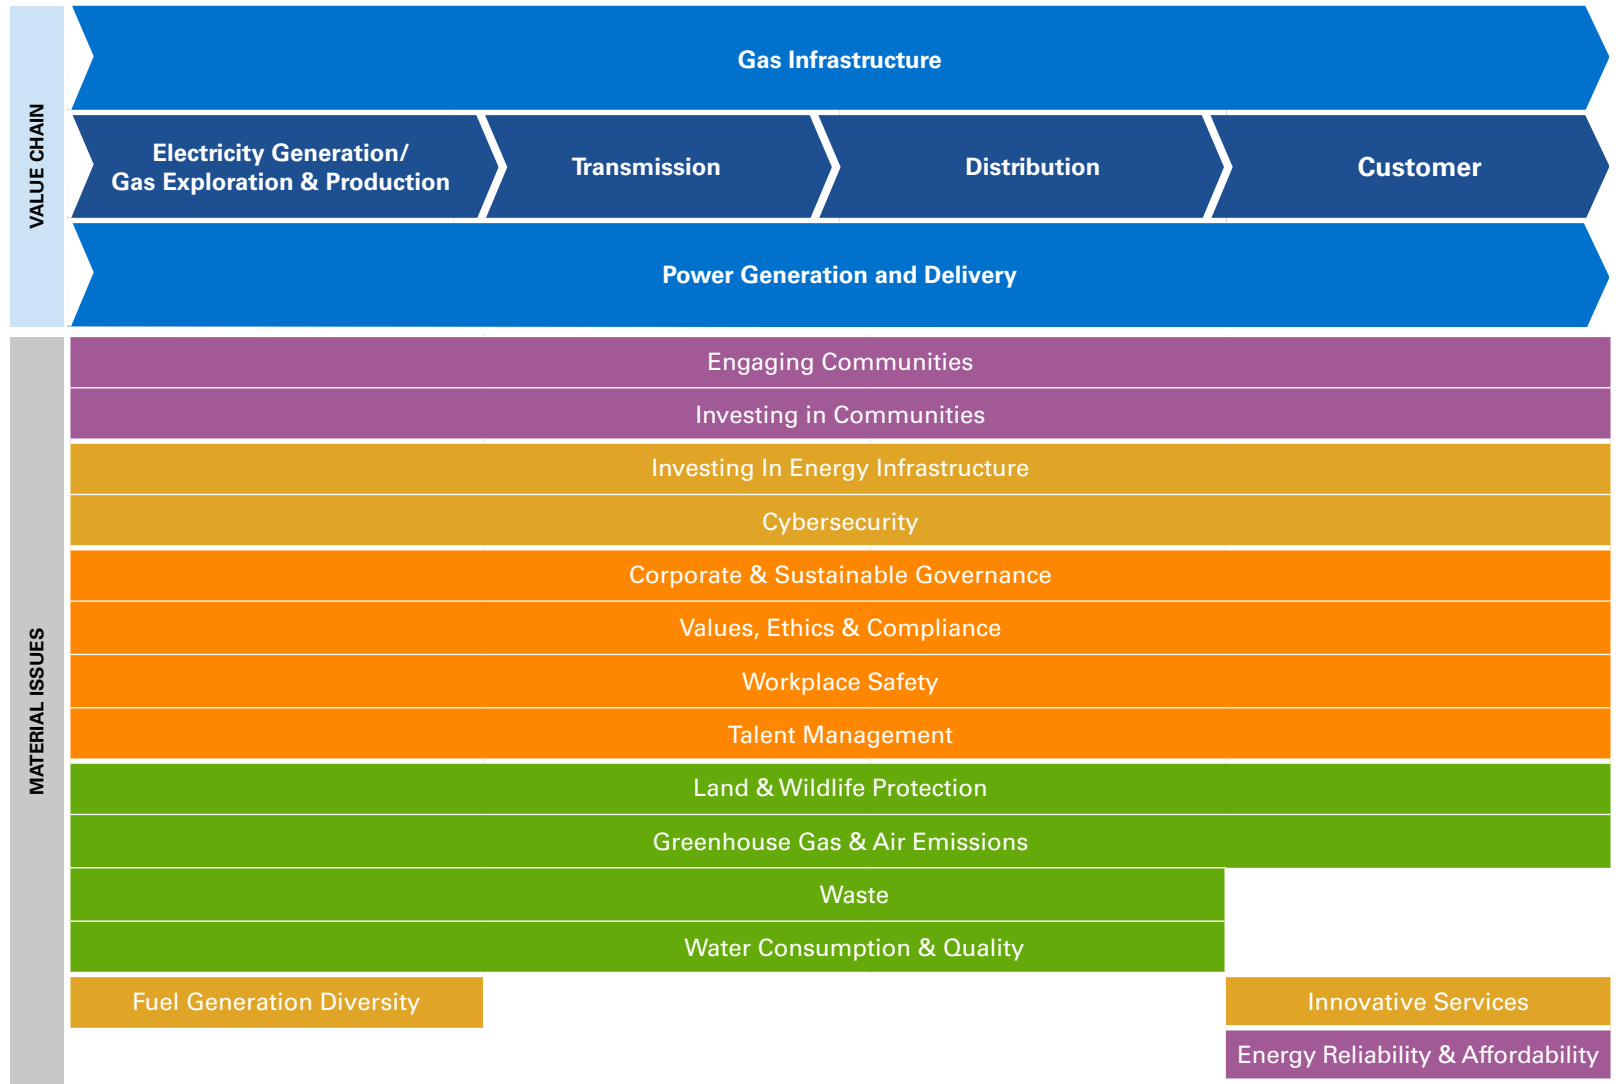 VALUE CHAIN
Gas Infrastructure
Electricity Generation/
Gas Exploration & Production
Transmission
Distribution
Customer
Power Generation and Delivery
MATERIAL ISSUES
Engaging Communities
Investing in Communities
Investing In Energy Infrastructure
Cybersecurity
Corporate & Sustainable Governance
Values, Ethics & Compliance
Workplace Safety
Talent Management
Land & Wildlife Protection
Greenhouse Gas & Air Emissions
Waste
Water Consumption & Quality
Fuel Generation Diversity
Innovative Services
Energy Reliability & Affordability